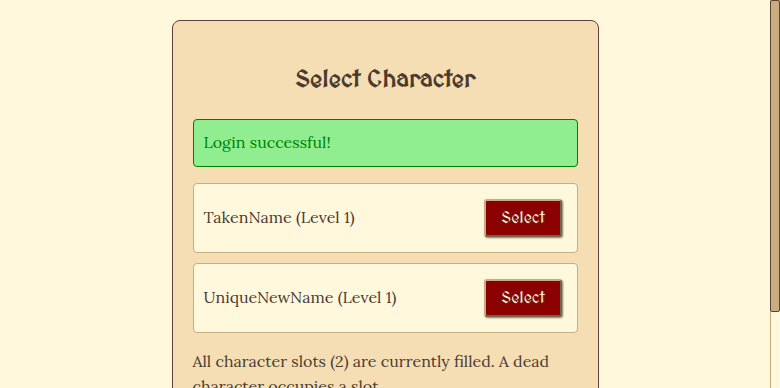 Select Character
Login successful!
TakenName (Level 1)
Select
UniqueNewName (Level 1)
Select
All character slots (2) are currently filled. A dead
character occupies a slot.